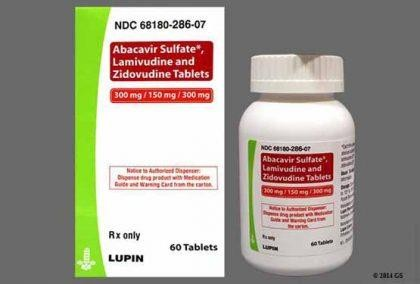 NDC 68180-286-07
Abacavir Sulfate*,
Lamivudine and
Zidovudine Tablets
300 mg / 150 mg / 300 mg
Notice to Authorized Dispenser:
Dispense drug product with Medication
Guide and Warning Card from the carton.
Rx only
60 Tablets
LUPIN
NDC 68180-286-07
Abacavir Sulfate*,
Lamivudine and
Zidovudine Tablets
300 mg / 150 mg / 300 mg
Notice to Authorized Dispenser:
Dispense drug product with Medication
Guide and Warning Card from the carton.
Rx only
60 Tablets
LUPIN
© 2014 GS